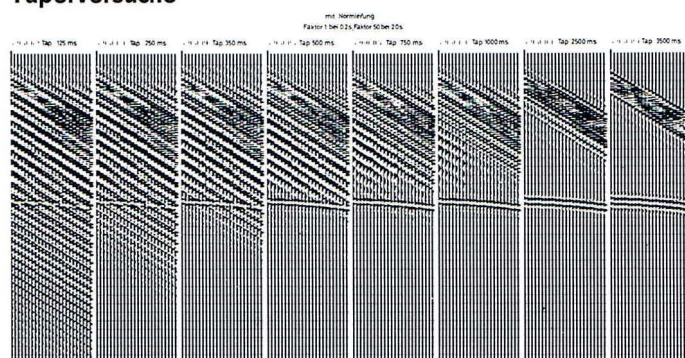 Taperversuche
mit Normierung
Faktor 1 bei 0.2s, Faktor 50 bei 2.0s
Tap. 125 ms
Tap. 250 ms
Tap. 350 ms
Tap. 500 ms
Tap. 750 ms
Tap. 1000 ms
Tap. 2500 ms
Tap. 3500 ms